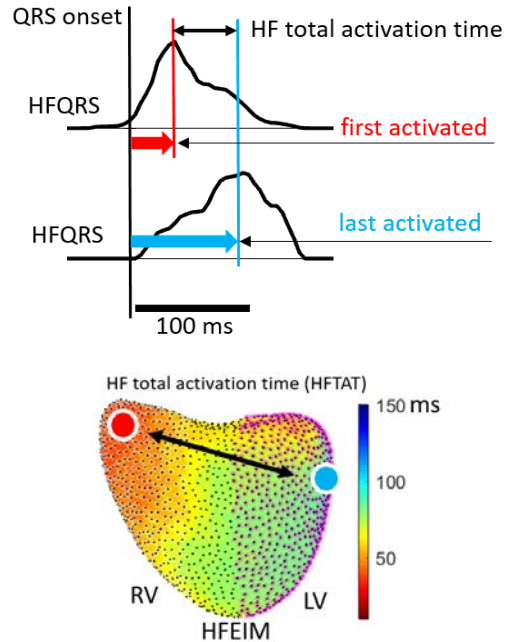 QRS onset
HF total activation time
HFQRS
first activated
HFQRS
last activated
100 ms
HF total activation time (HFTAT)
150 ms
100
50
RV
LV
HFEIM